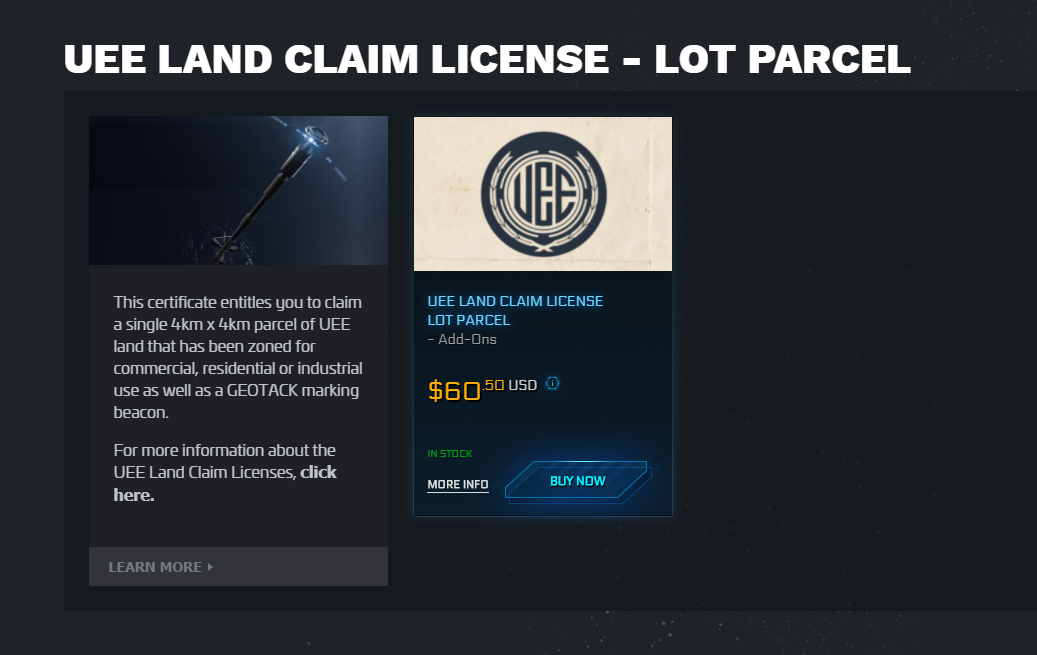 UEE LAND CLAIM LICENSE - LOT PARCEL
This certificate entitles you to claim
a single 4km x 4km parcel of UEE
land that has been zoned for
commercial, residential or industrial
use as well as a GEOTACK marking
beacon.
For more information about the
UEE Land Claim Licenses, click
here.
LEARN MORE
UEE
UEE LAND CLAIM LICENSE
LOT PARCEL
- Add-Ons
$60.50 USD
IN STOCK
MORE INFO
BUY NOW